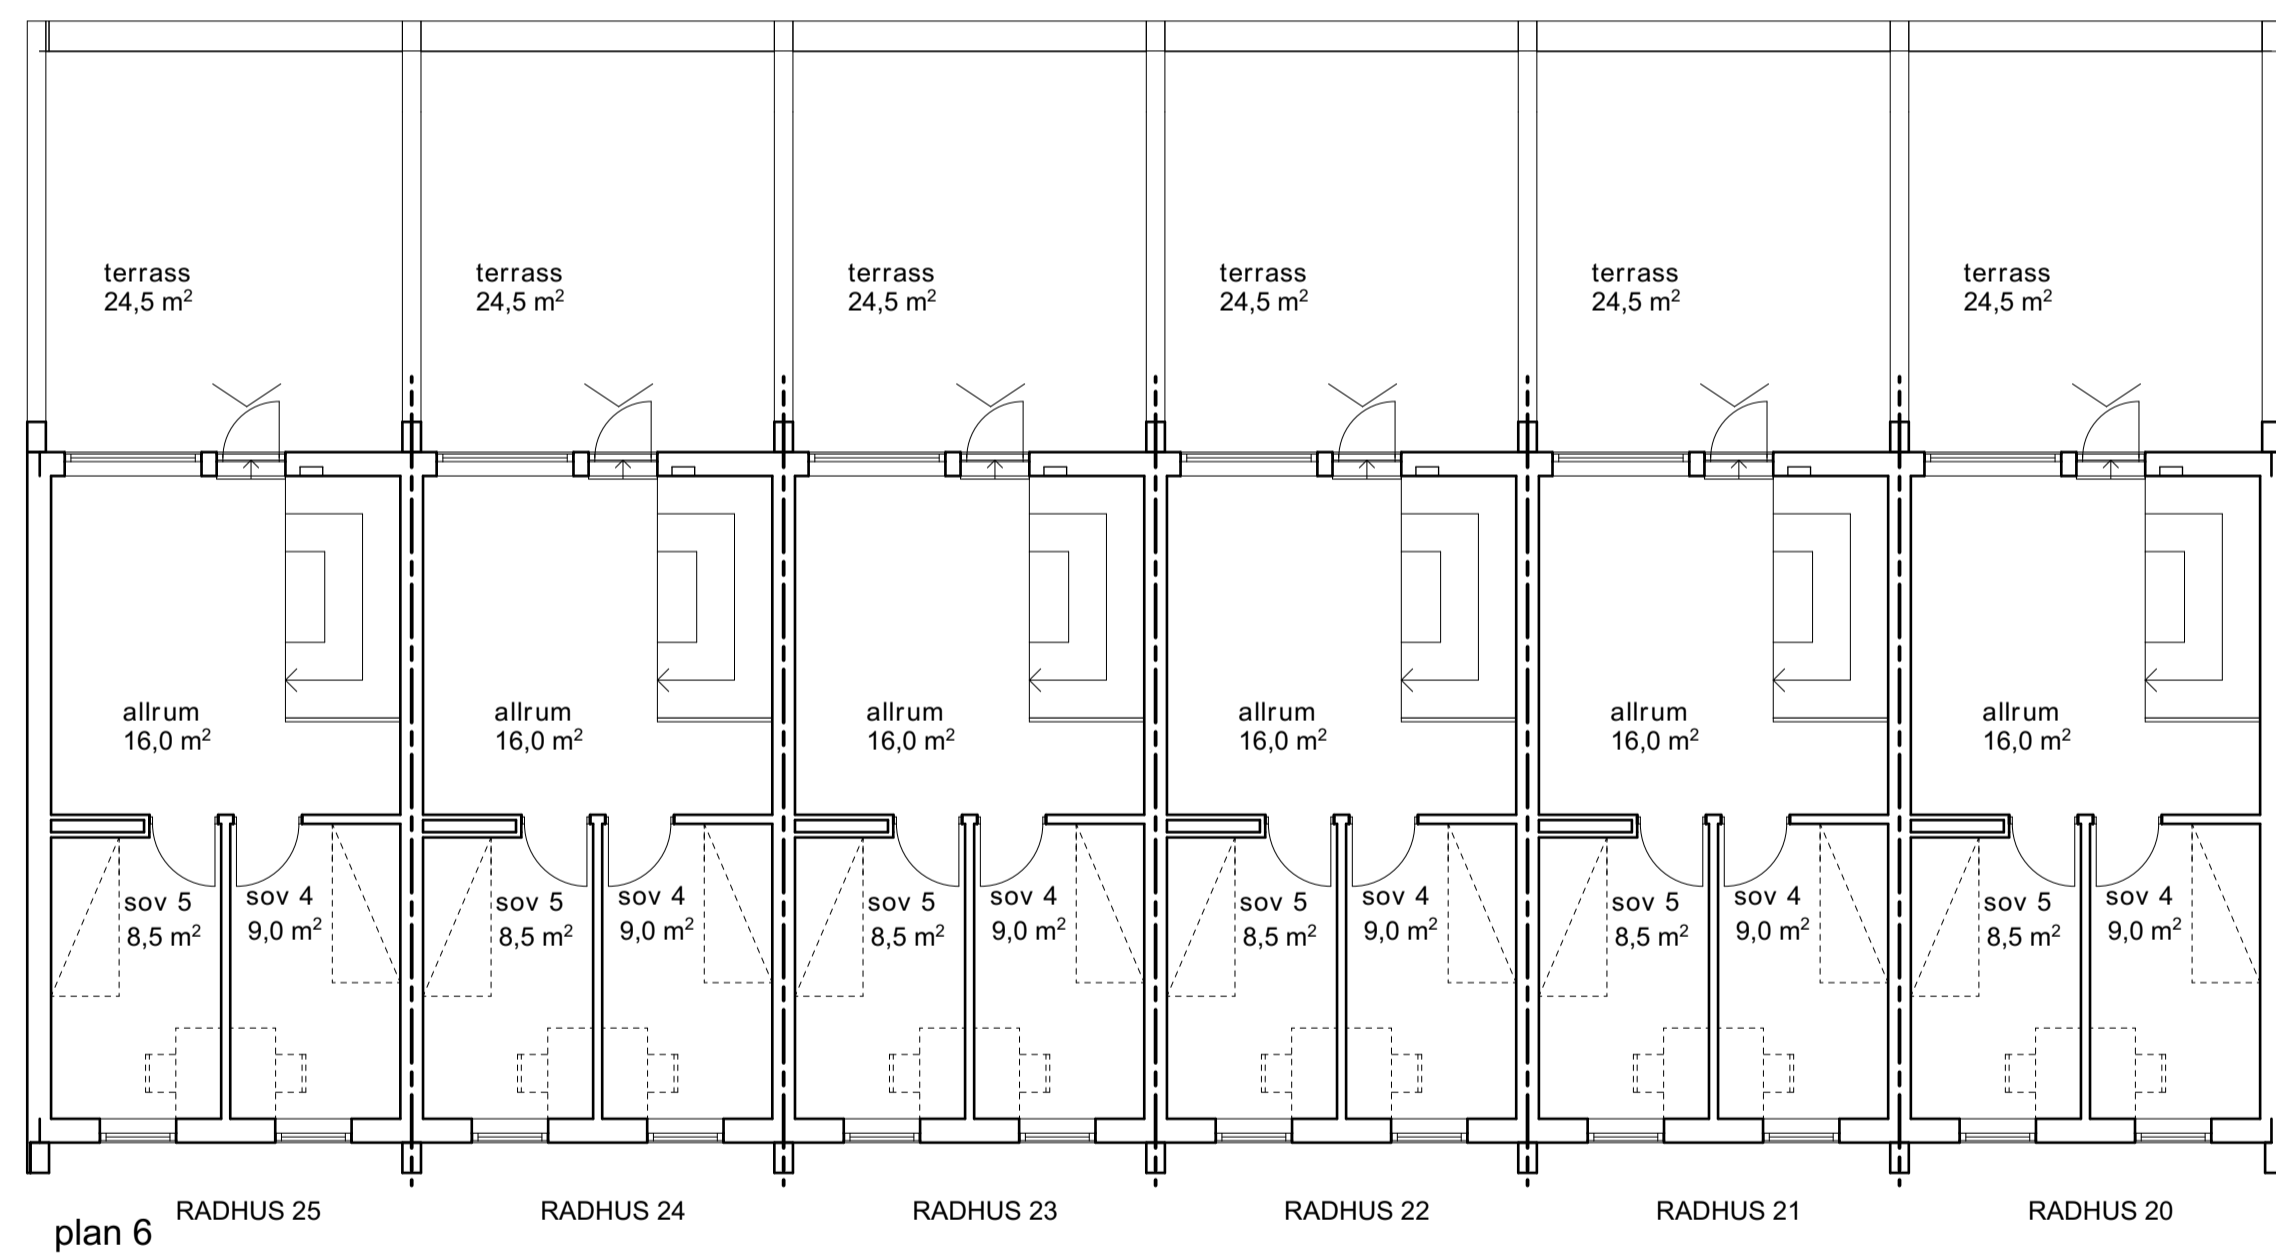 terrass
24,5 m²
terrass
24,5 m²
terrass
24,5 m²
terrass
24,5 m²
terrass
24,5 m²
terrass
24,5 m²
allrum
16,0 m²
allrum
16,0 m²
allrum
16,0 m²
allrum
16,0 m²
allrum
16,0 m²
allrum
16,0 m²
sov 5
8,5 m²
sov 4
9,0 m²
sov 5
8,5 m²
sov 4
9,0 m²
sov 5
8,5 m²
sov 4
9,0 m²
sov 5
8,5 m²
sov 4
9,0 m²
sov 5
8,5 m²
sov 4
9,0 m²
sov 5
8,5 m²
sov 4
9,0 m²
RADHUS 25
RADHUS 24
RADHUS 23
RADHUS 22
RADHUS 21
RADHUS 20
plan 6